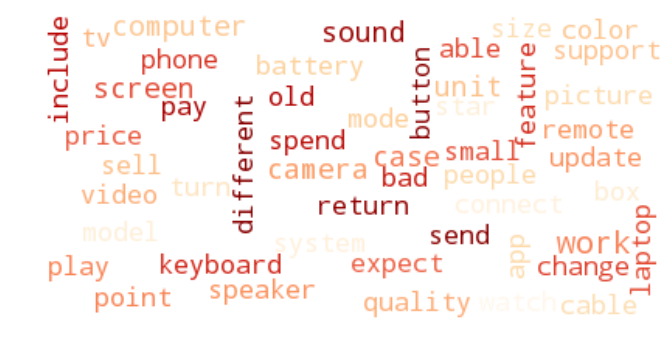 include
tv
computer
sound
size
color
phone
able
support
battery
screen
pay
old
button
unit
star
feature
picture
price
different
spend
mode
remote
sell
camera
case
small
update
video
turn
bad
people
box
return
connect
model
system
send
app
work
laptop
play
keyboard
expect
change
point
speaker
quality
watch
cable